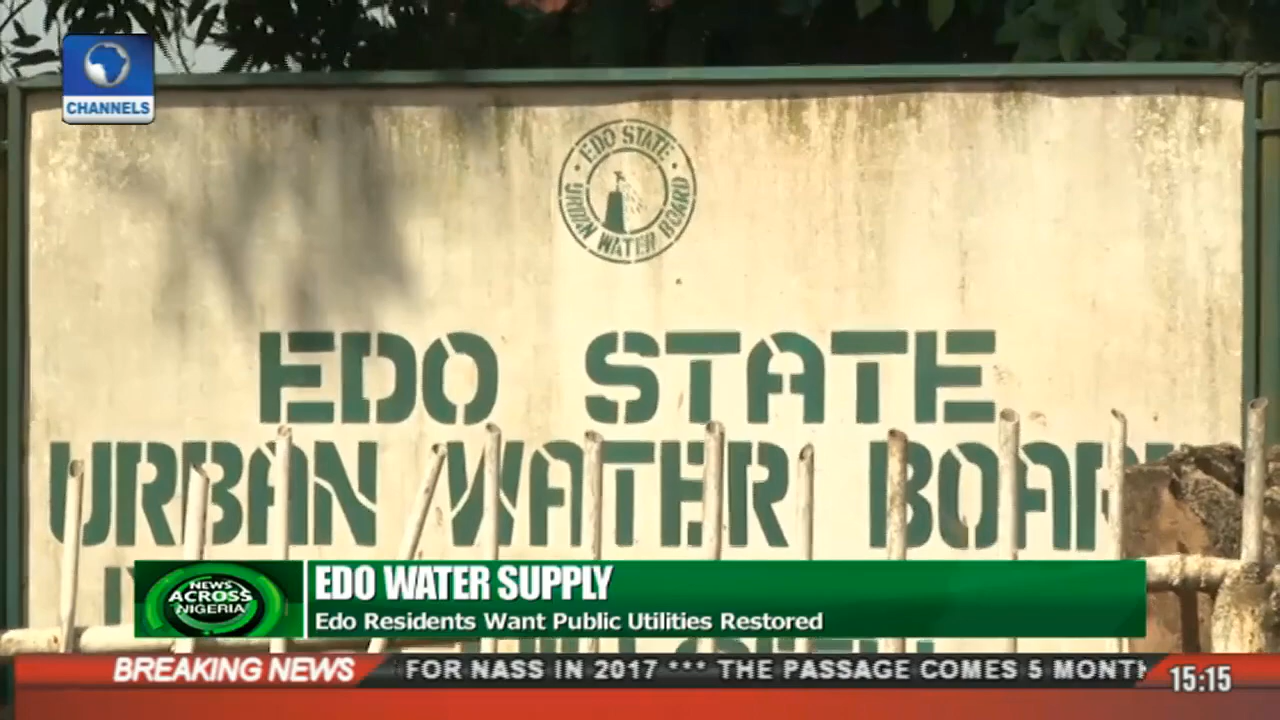 CHANNELS
EDO STATE
URBAN WATER BOARD
EDO STATE
URBAN WATER
NEWS
ACROSS
NIGERIA
EDO WATER SUPPLY
Edo Residents Want Public Utilities Restored
BREAKING NEWS
FOR NASS IN 2017 *** THE PASSAGE COMES 5 MONTH
15:15